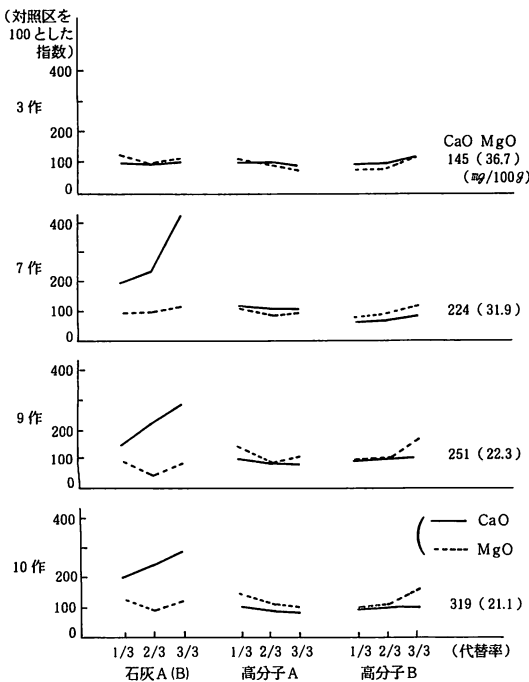 (対照区を
100とした
指数)
400
3作
200
100
0
CaO MgO
145 (36.7)
(mg/100g)
400
7作
200
100
0
224 (31.9)
400
9作
200
100
0
251 (22.3)
400
10作
200
100
0
CaO
MgO
319 (21.1)
1/3 2/3 3/3 1/3 2/3 3/3 1/3 2/3 3/3 (代替率)
石灰A(B) 高分子A 高分子B